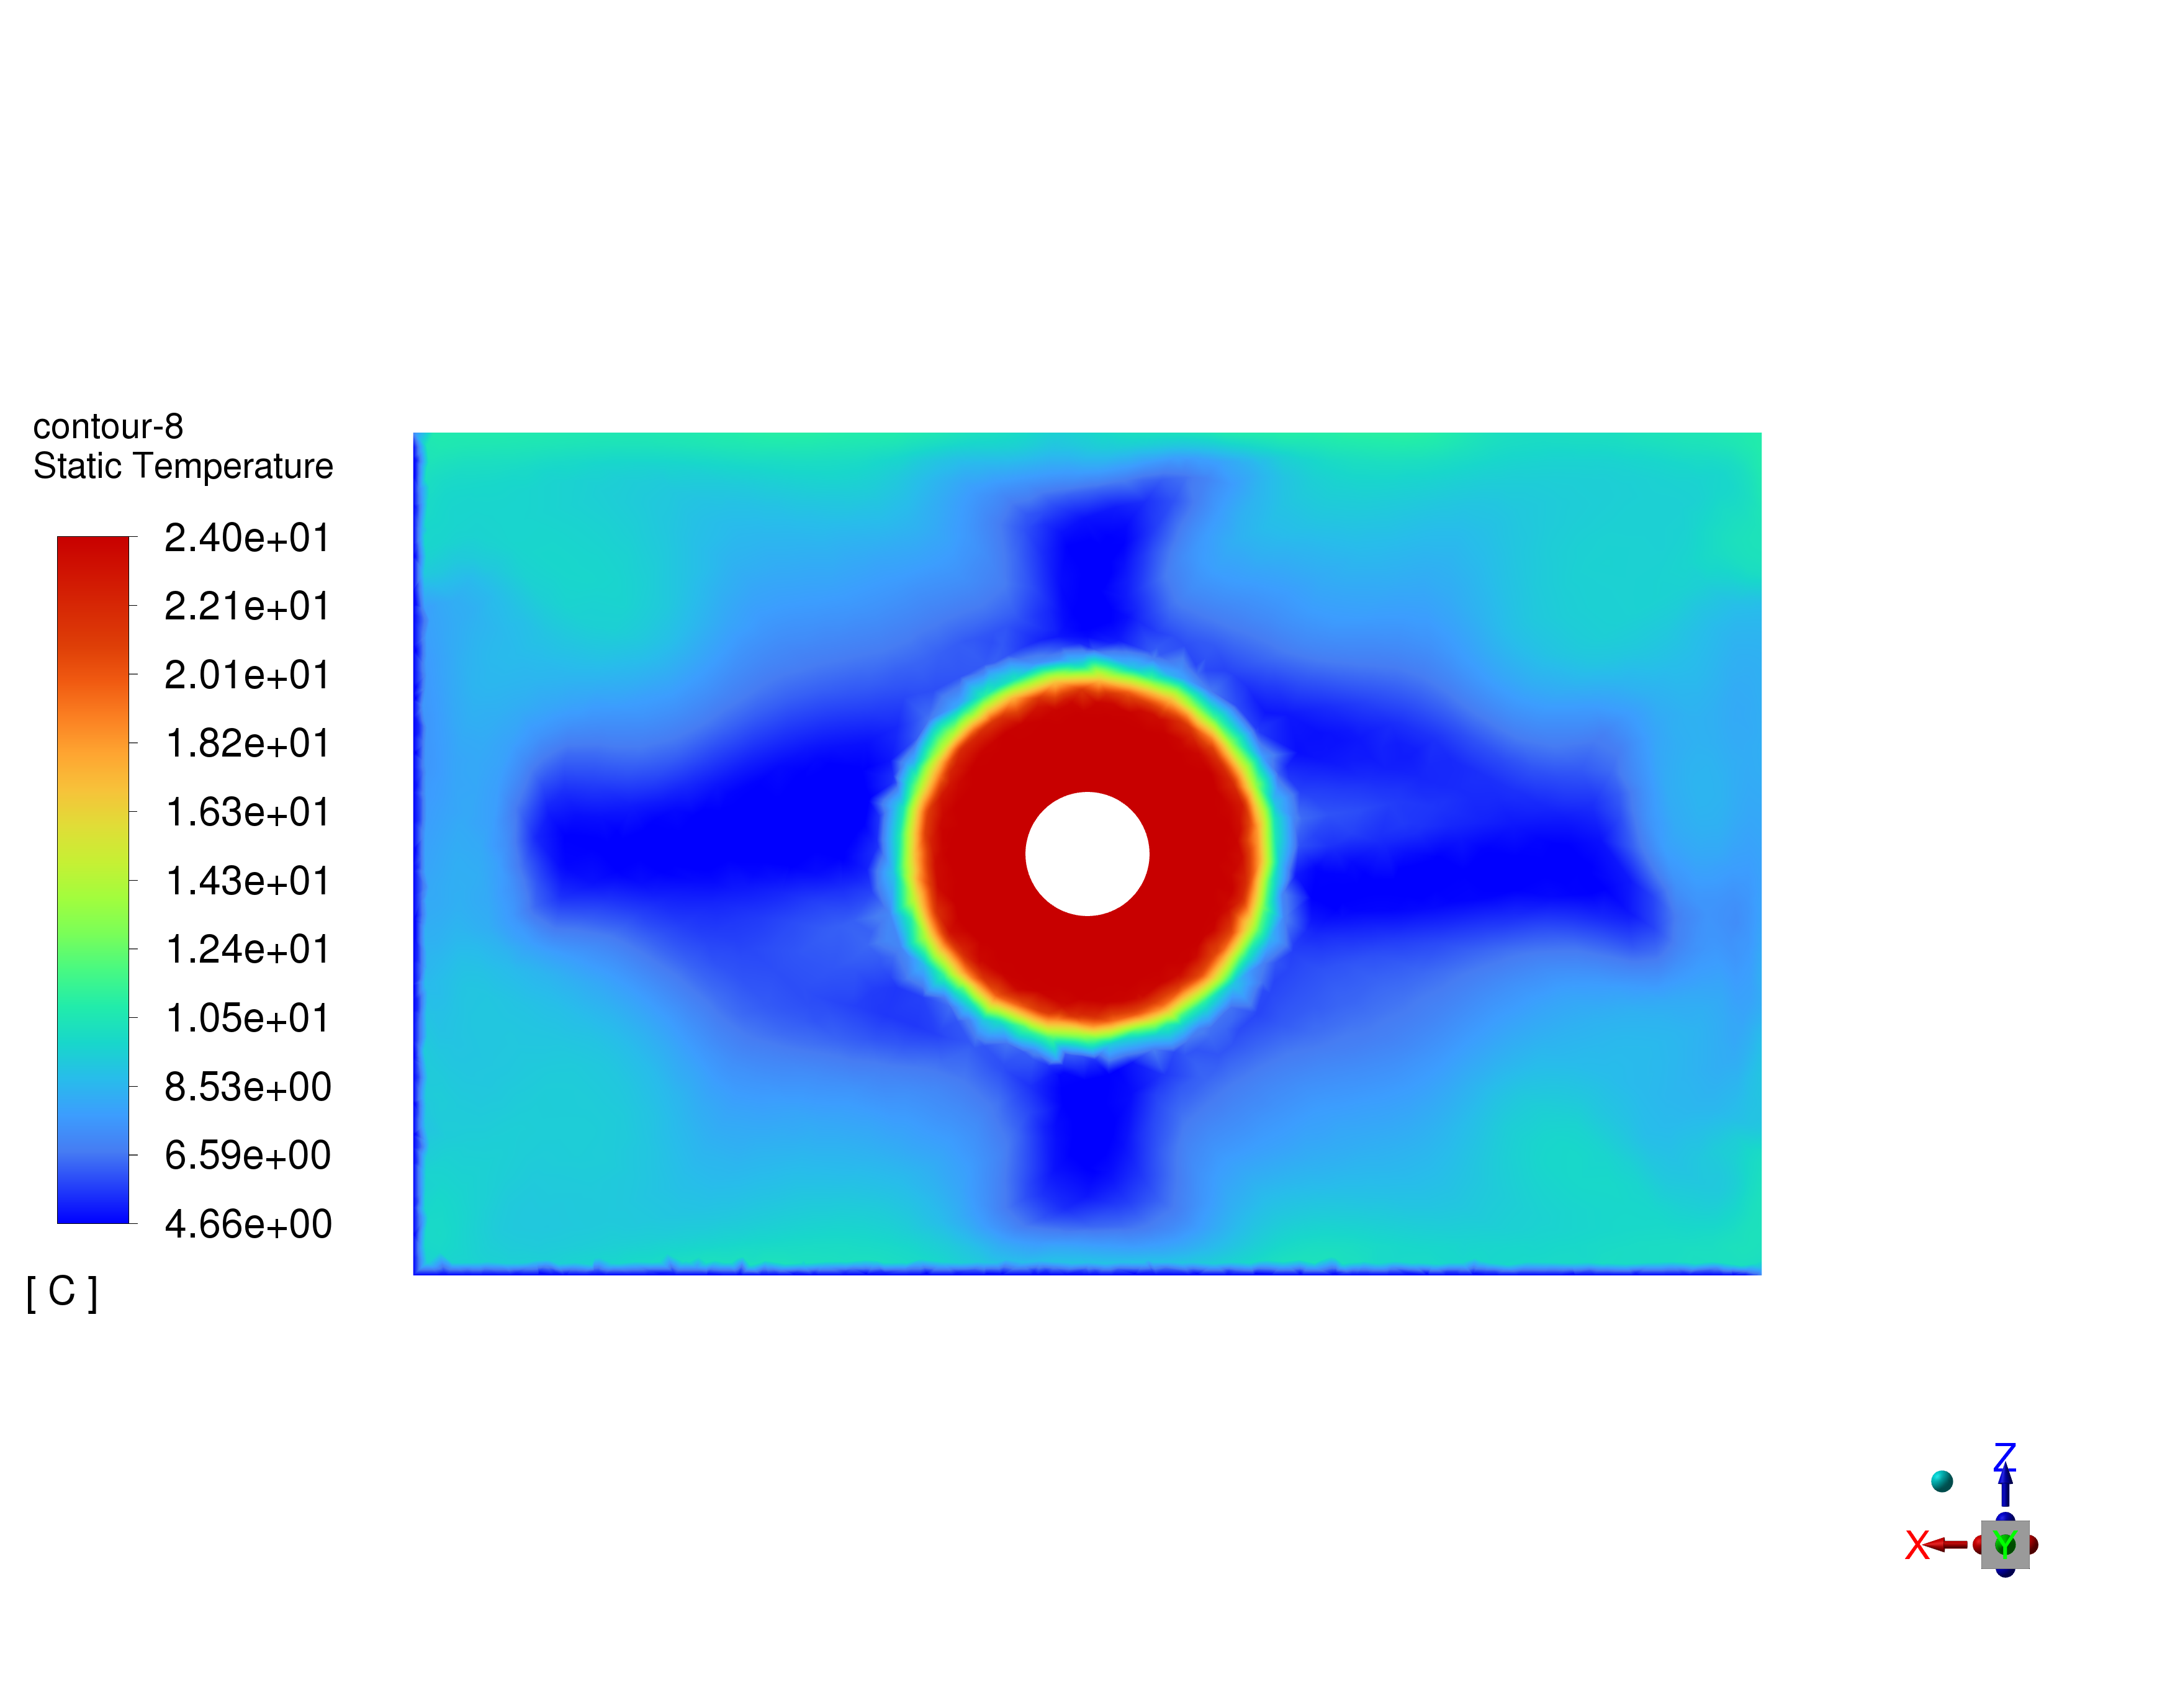 contour-8
Static Temperature
2.40e+01
2.21e+01
2.01e+01
1.82e+01
1.63e+01
1.43e+01
1.24e+01
1.05e+01
8.53e+00
6.59e+00
4.66e+00
[ C ]
Z
X
Y